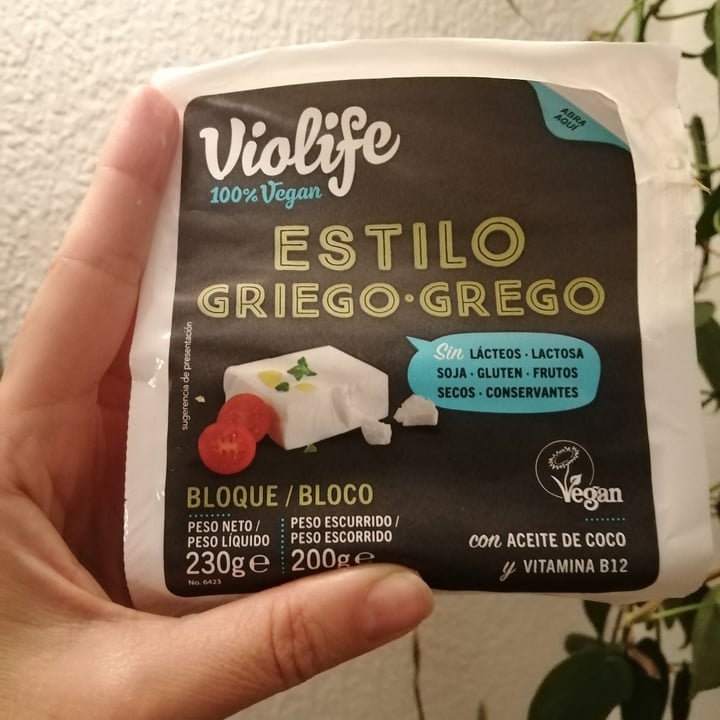 ABRA
AQUÍ
Violife
100% Vegan
ESTILO
GRIEGO·GREGO
Sin LÁCTEOS · LACTOSA
SOJA · GLUTEN · FRUTOS
SECOS · CONSERVANTES
sugerencia de presentación
Vegan
BLOQUE / BLOCO
PESO NETO /
PESO LÍQUIDO
230g e
PESO ESCURRIDO /
PESO ESCORRIDO
200g e
No. 6423
con ACEITE DE COCO
y VITAMINA B12